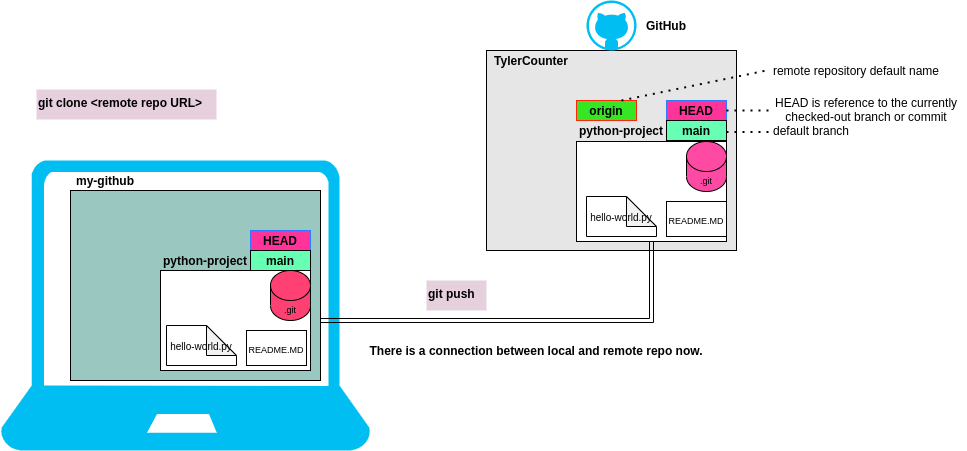 GitHub
TylerCounter
remote repository default name
git clone <remote repo URL>
origin
HEAD
HEAD is reference to the currently
checked-out branch or commit
python-project
main
default branch
.git
my-github
hello-world.py
README.MD
HEAD
python-project
main
.git
git push
hello-world.py
README.MD
There is a connection between local and remote repo now.